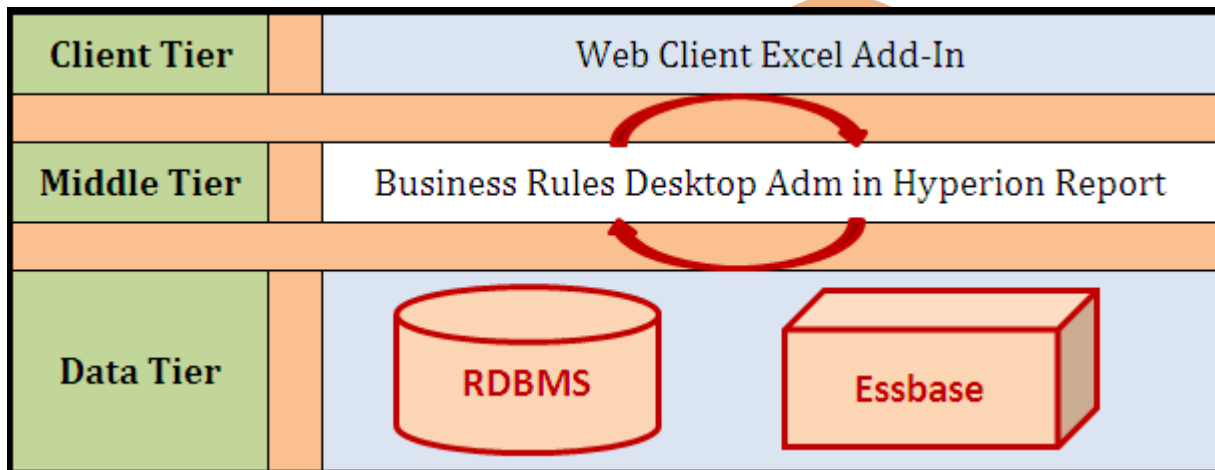 Client Tier
Web Client Excel Add-In
Middle Tier
Business Rules Desktop Adm in Hyperion Report
Data Tier
RDBMS
Essbase